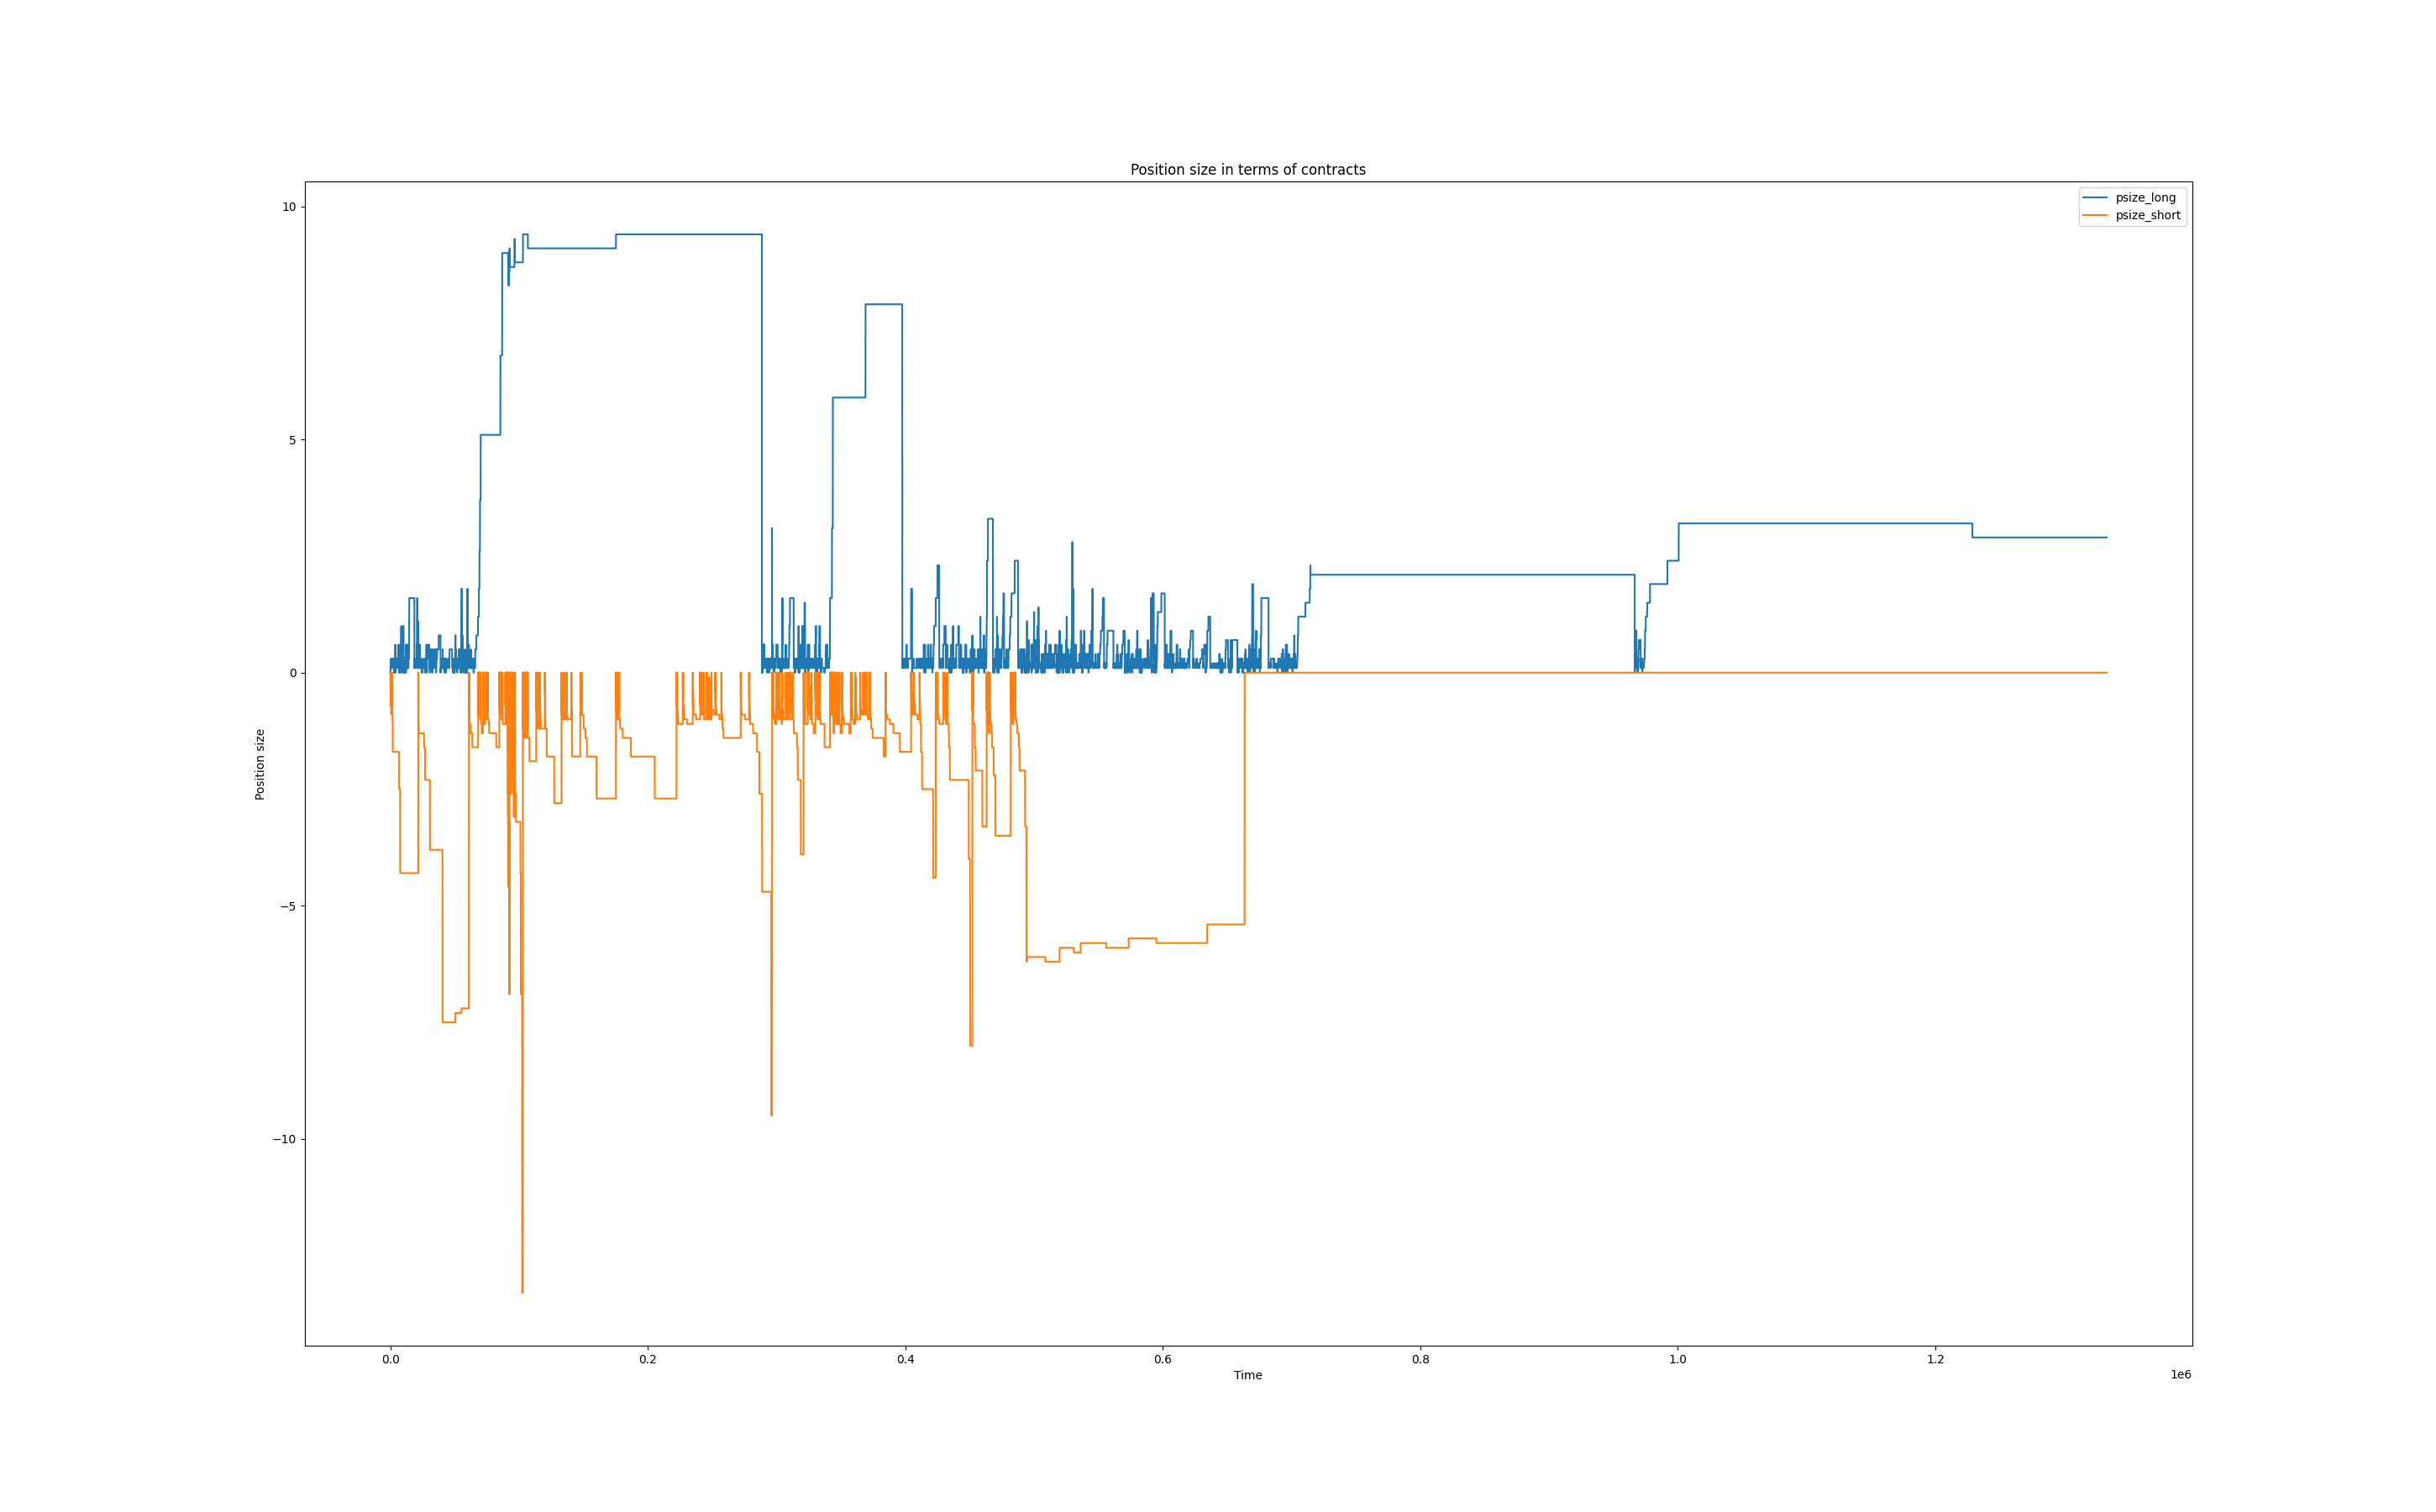 Position size in terms of contracts
psize_long
psize_short
10
5
0
−5
−10
Position size
0.0
0.2
0.4
0.6
0.8
1.0
1.2
1e6
Time